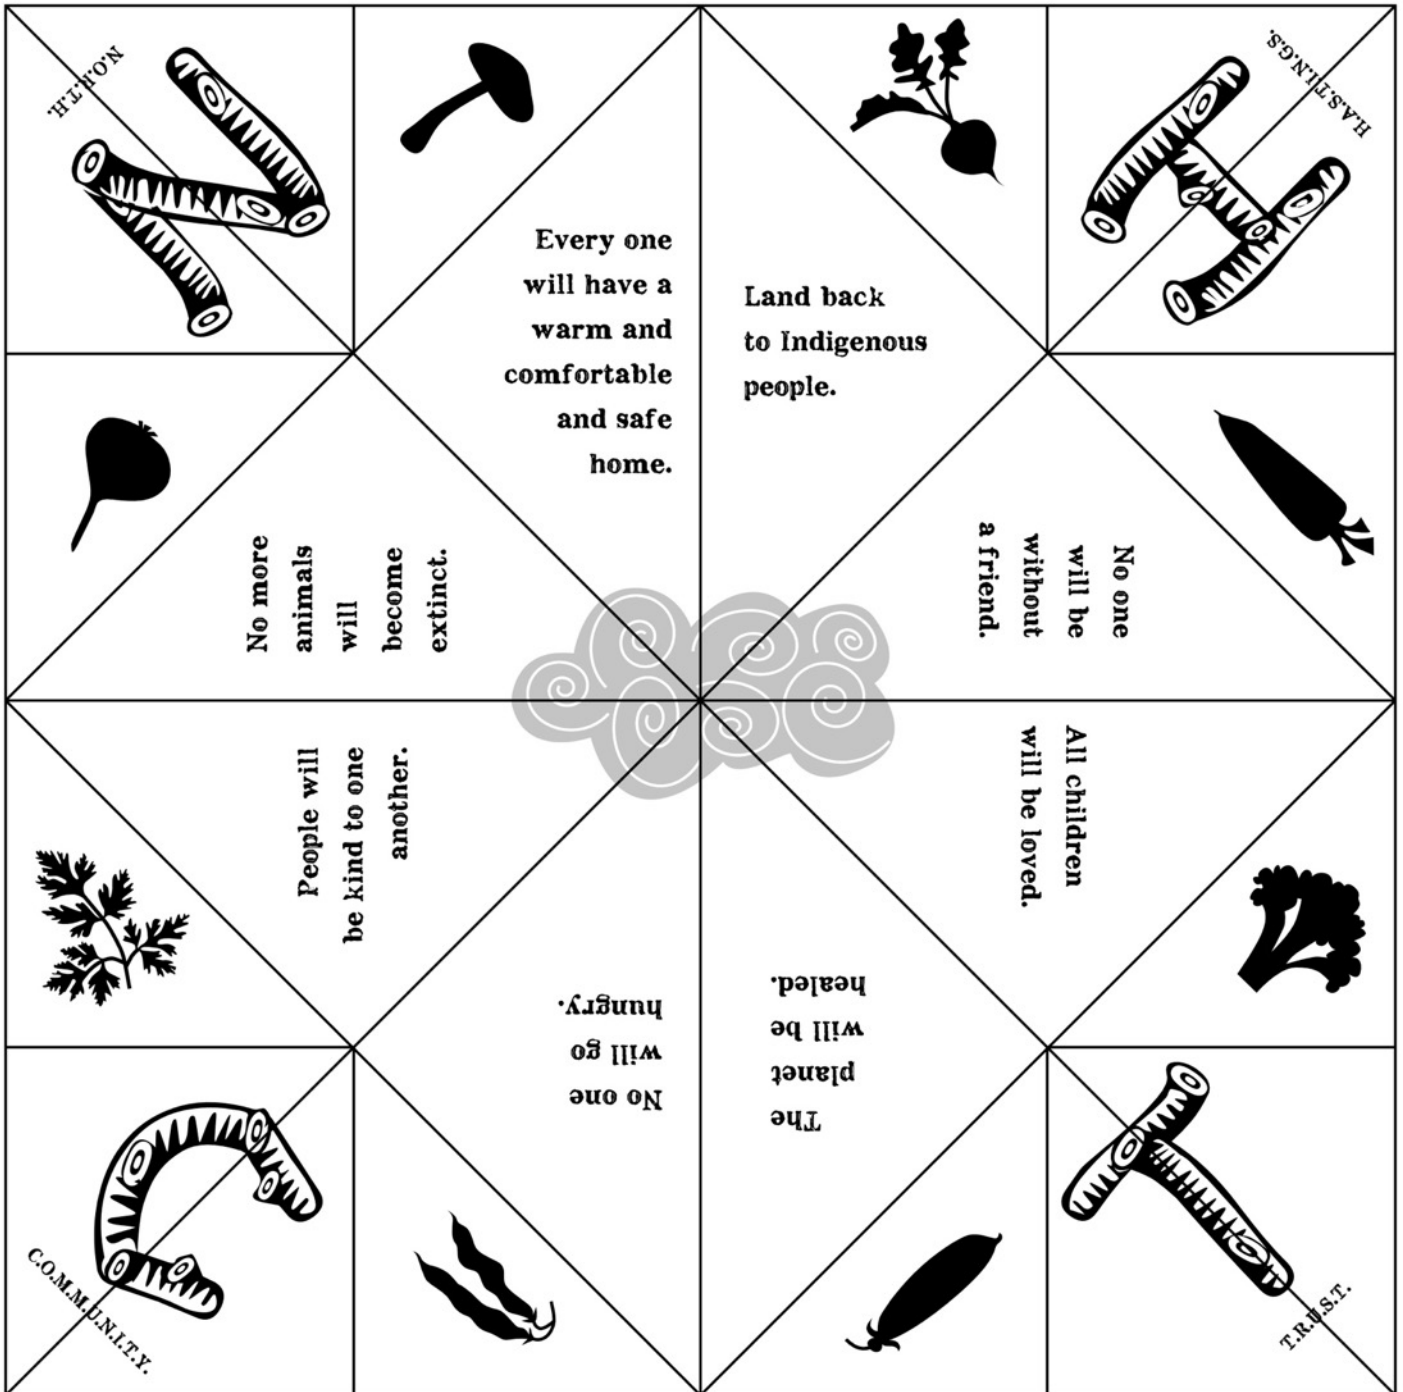 N.O.R.T.H.
N
H.A.S.T.I.N.G.S.
H
Every one
will have a
warm and
comfortable
and safe
home.
Land back
to Indigenous
people.
No one
will be
without
a friend.
All children
will be loved.
The
planet
will be
healed.
No one
will go
hungry.
People will
be kind to one
another.
No more
animals
will
become
extinct.
C
C.O.M.M.U.N.I.T.Y.
T
T.R.U.S.T.